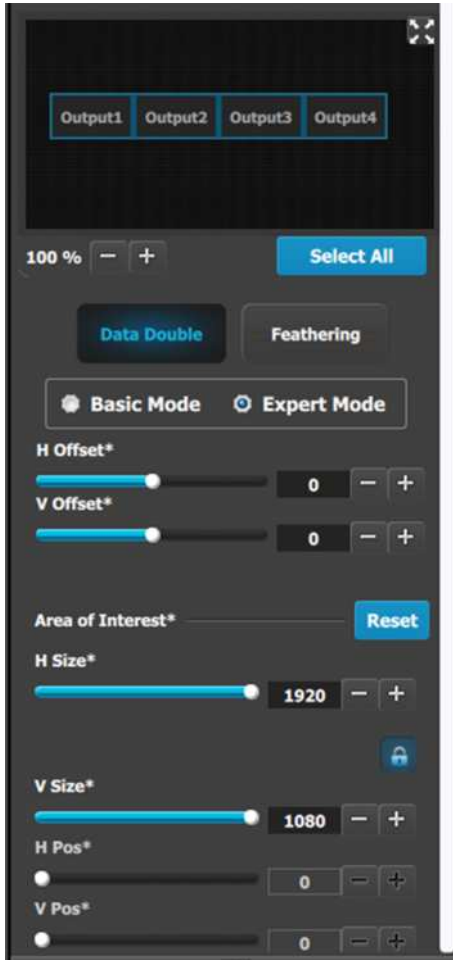 Output1 Output2 Output3 Output4
100 % − + Select All
Data Double Feathering
Basic Mode Expert Mode
H Offset*
0 − +
V Offset*
0 − +
Area of Interest* Reset
H Size*
1920 − +
V Size*
1080 − +
H Pos*
0 − +
V Pos*
0 − +